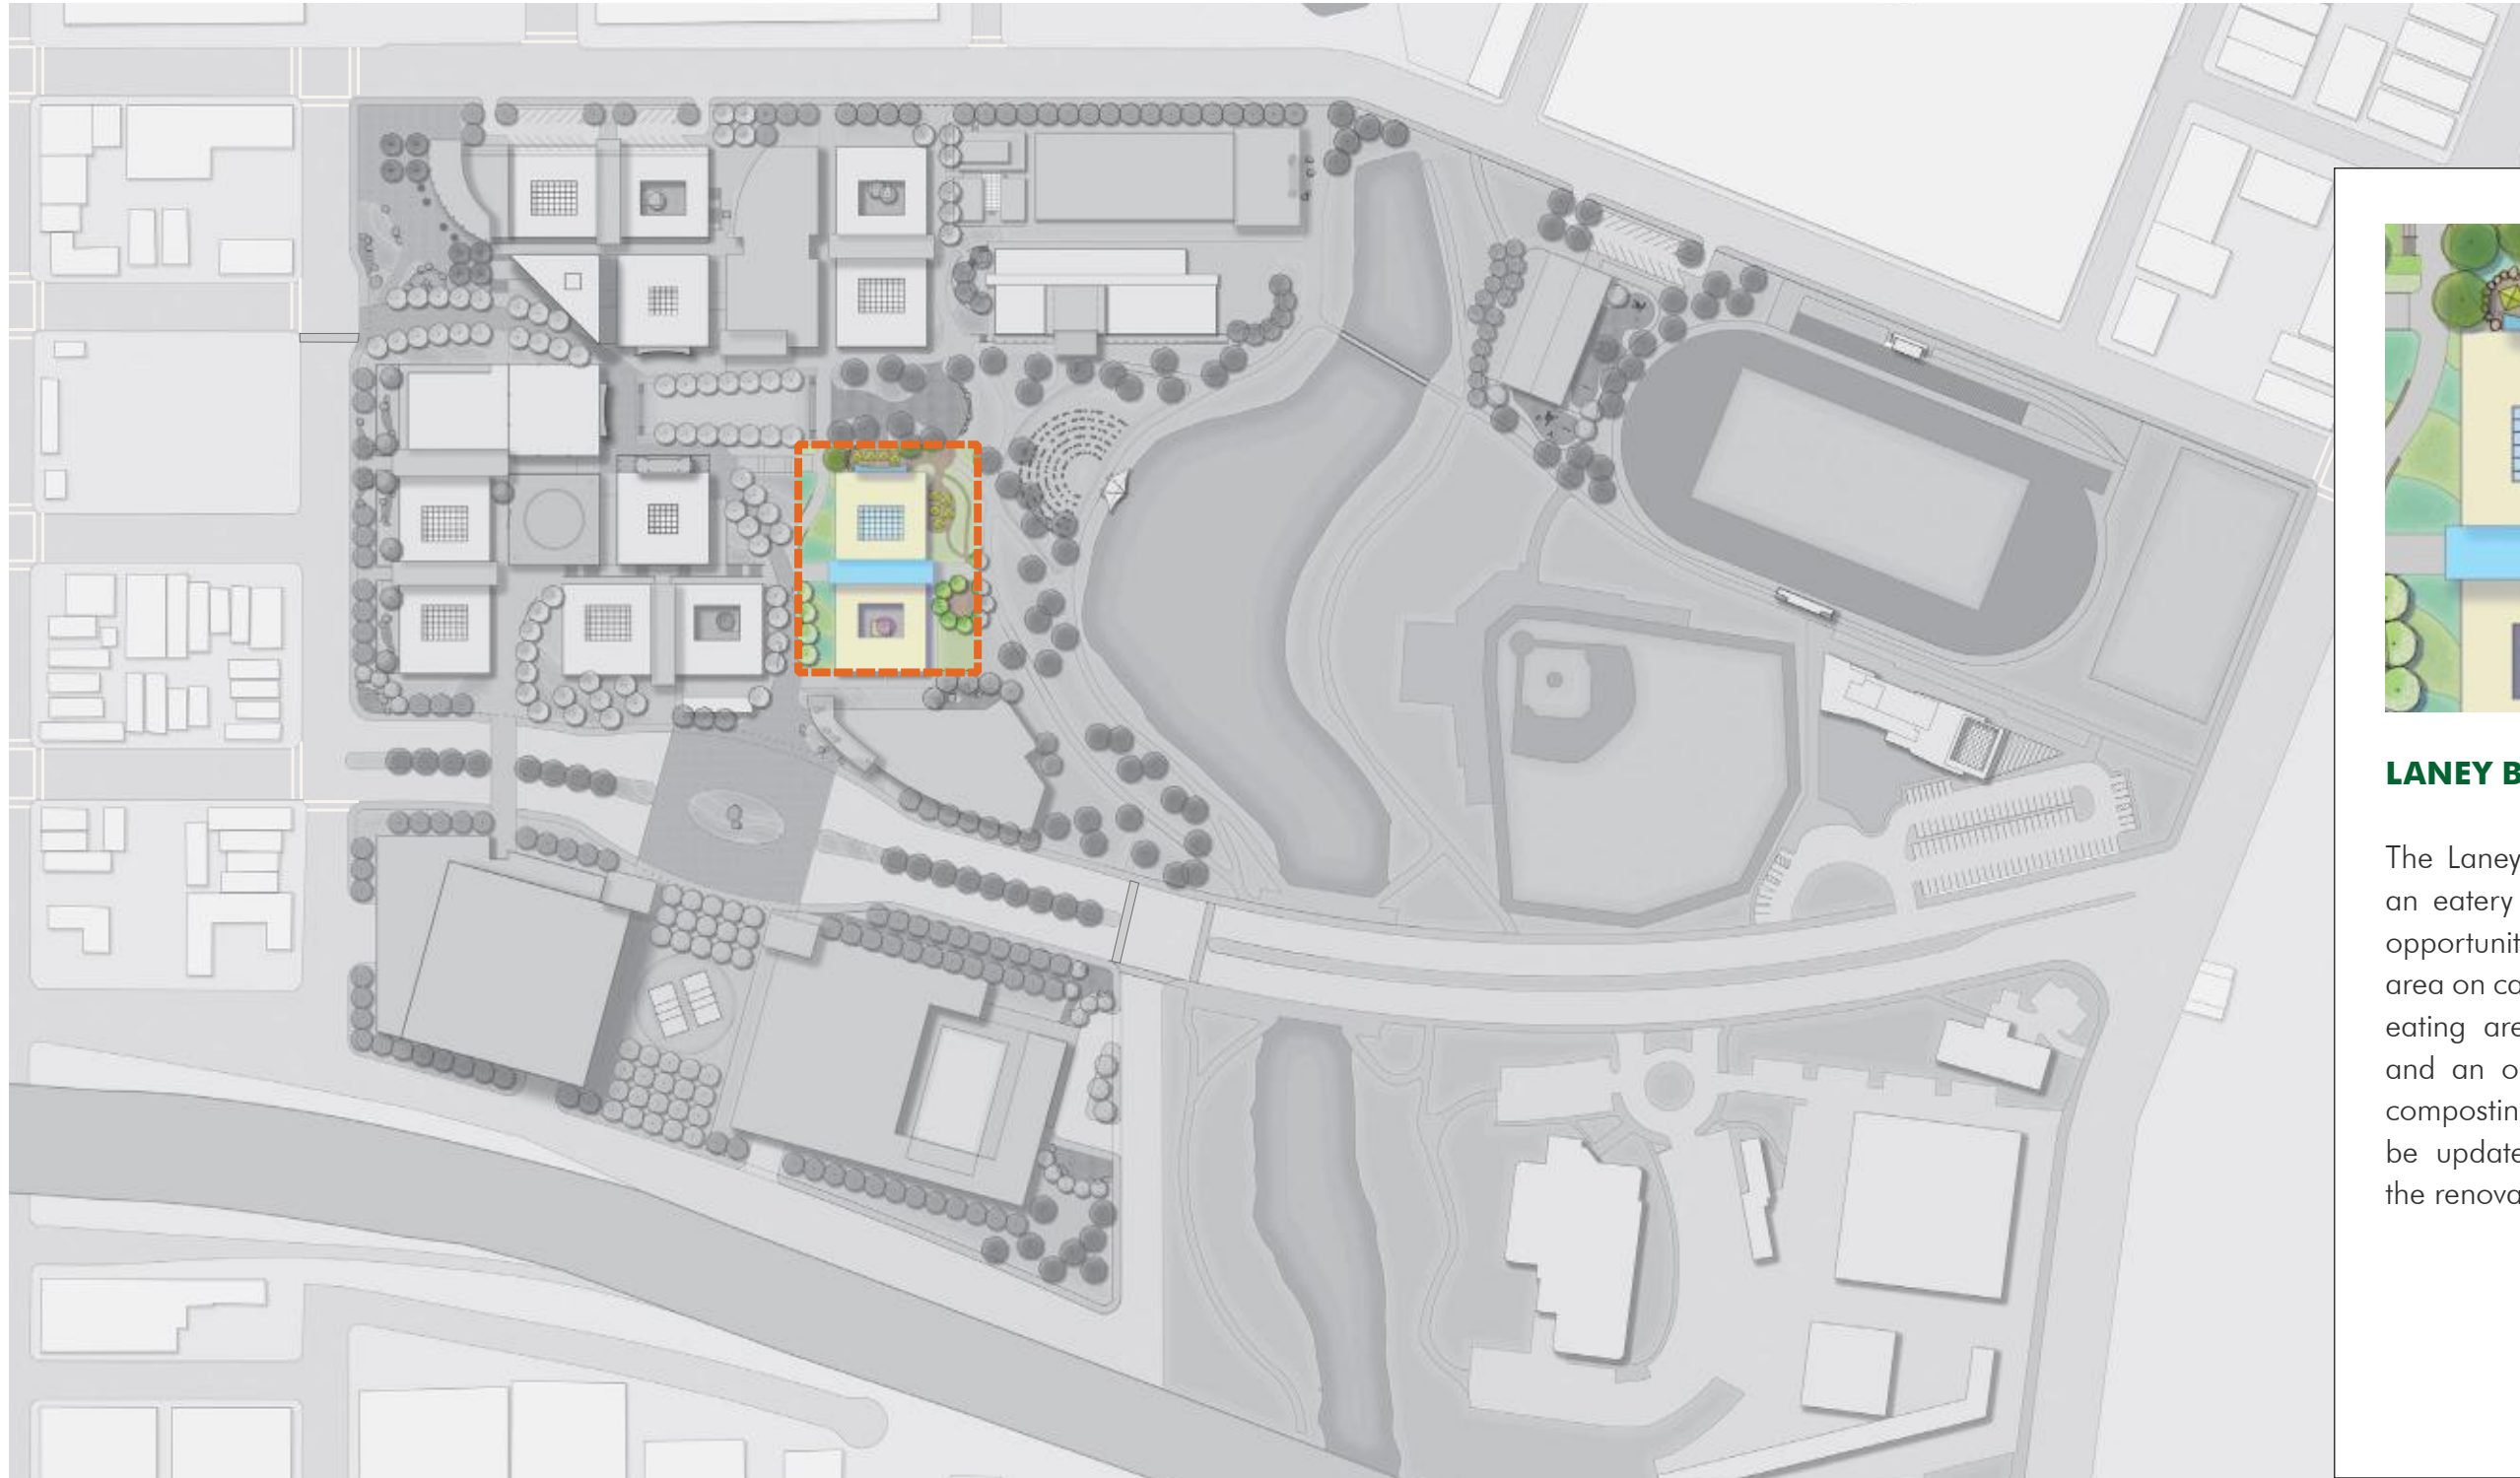 LANEY B
The Laney
an eatery
opportunit
area on ca
eating are
and an o
compostin
be update
the renova